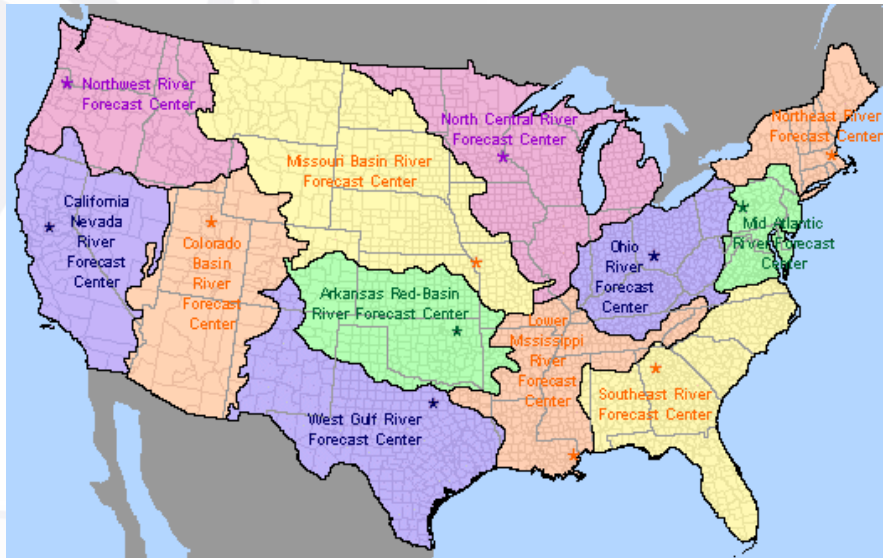 Northwest River
Forecast Center
North Central River
Forecast Center
Northeast River
Forecast Center
Missouri Basin River
Forecast Center
California
Nevada
River
Forecast
Center
Colorado
Basin
River
Forecast
Center
Ohio
River
Forecast
Center
Mid Atlantic
River Forecast
Center
Arkansas Red-Basin
River Forecast Center
Lower
Mississippi
River
Forecast
Center
Southeast River
Forecast Center
West Gulf River
Forecast Center